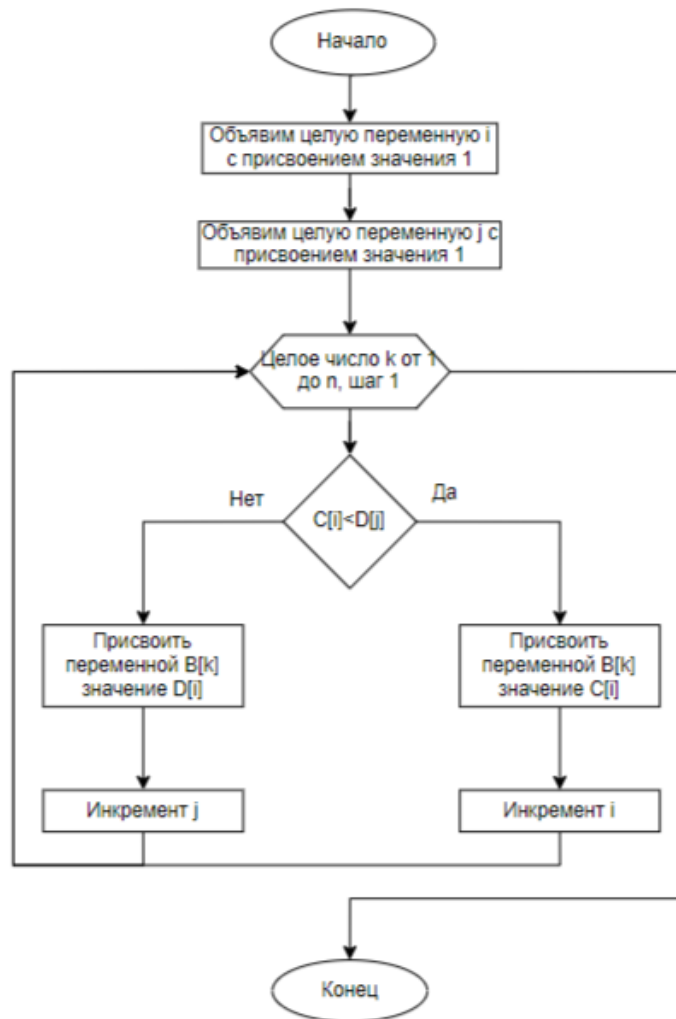 Начало
Объявим целую переменную i
с присвоением значения 1
Объявим целую переменную j с
присвоением значения 1
Целое число k от 1
до n, шаг 1
Нет
Да
C[i]<D[j]
Присвоить
переменной B[k]
значение D[i]
Присвоить
переменной B[k]
значение C[i]
Инкремент j
Инкремент i
Конец